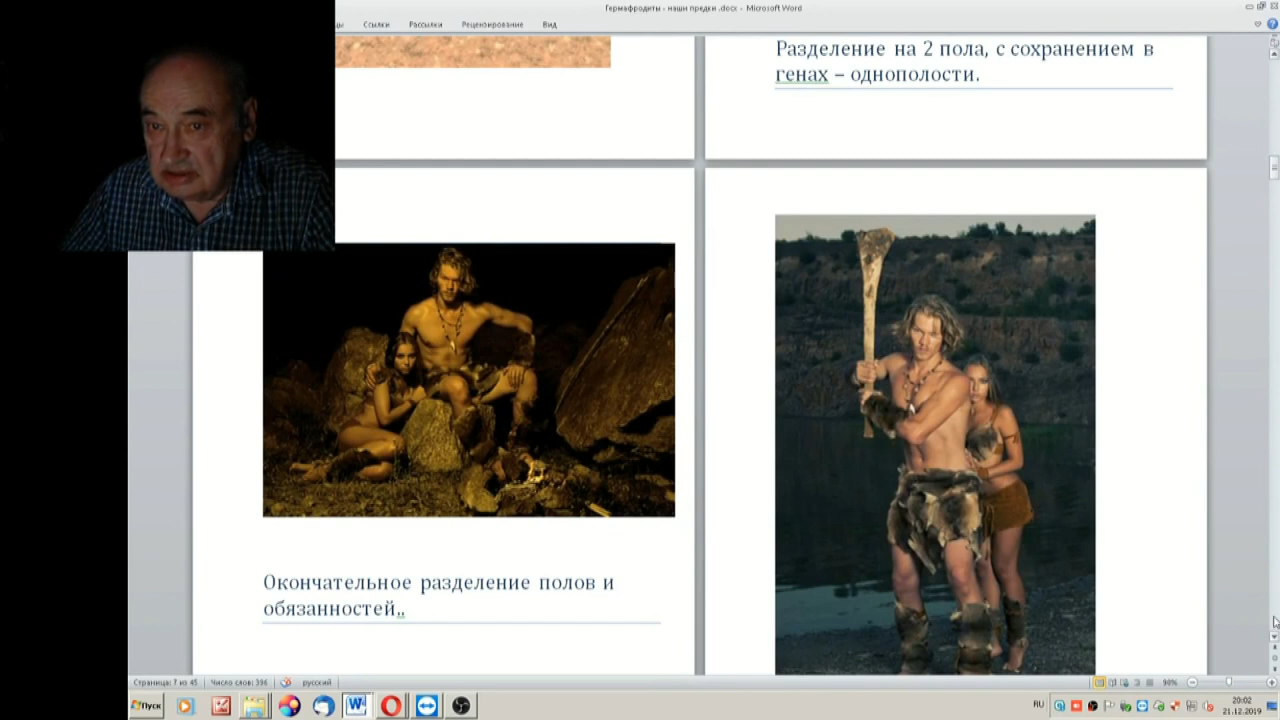 Гермафродиты - наши предки .docx - Microsoft Word
цы Ссылки Рассылки Рецензирование Вид
Разделение на 2 пола, с сохранением в
генах – однополости.
Окончательное разделение полов и
обязанностей..
Страница: 7 из 45 Число слов: 396 русский 90%
Пуск RU 20:02
21.12.2019